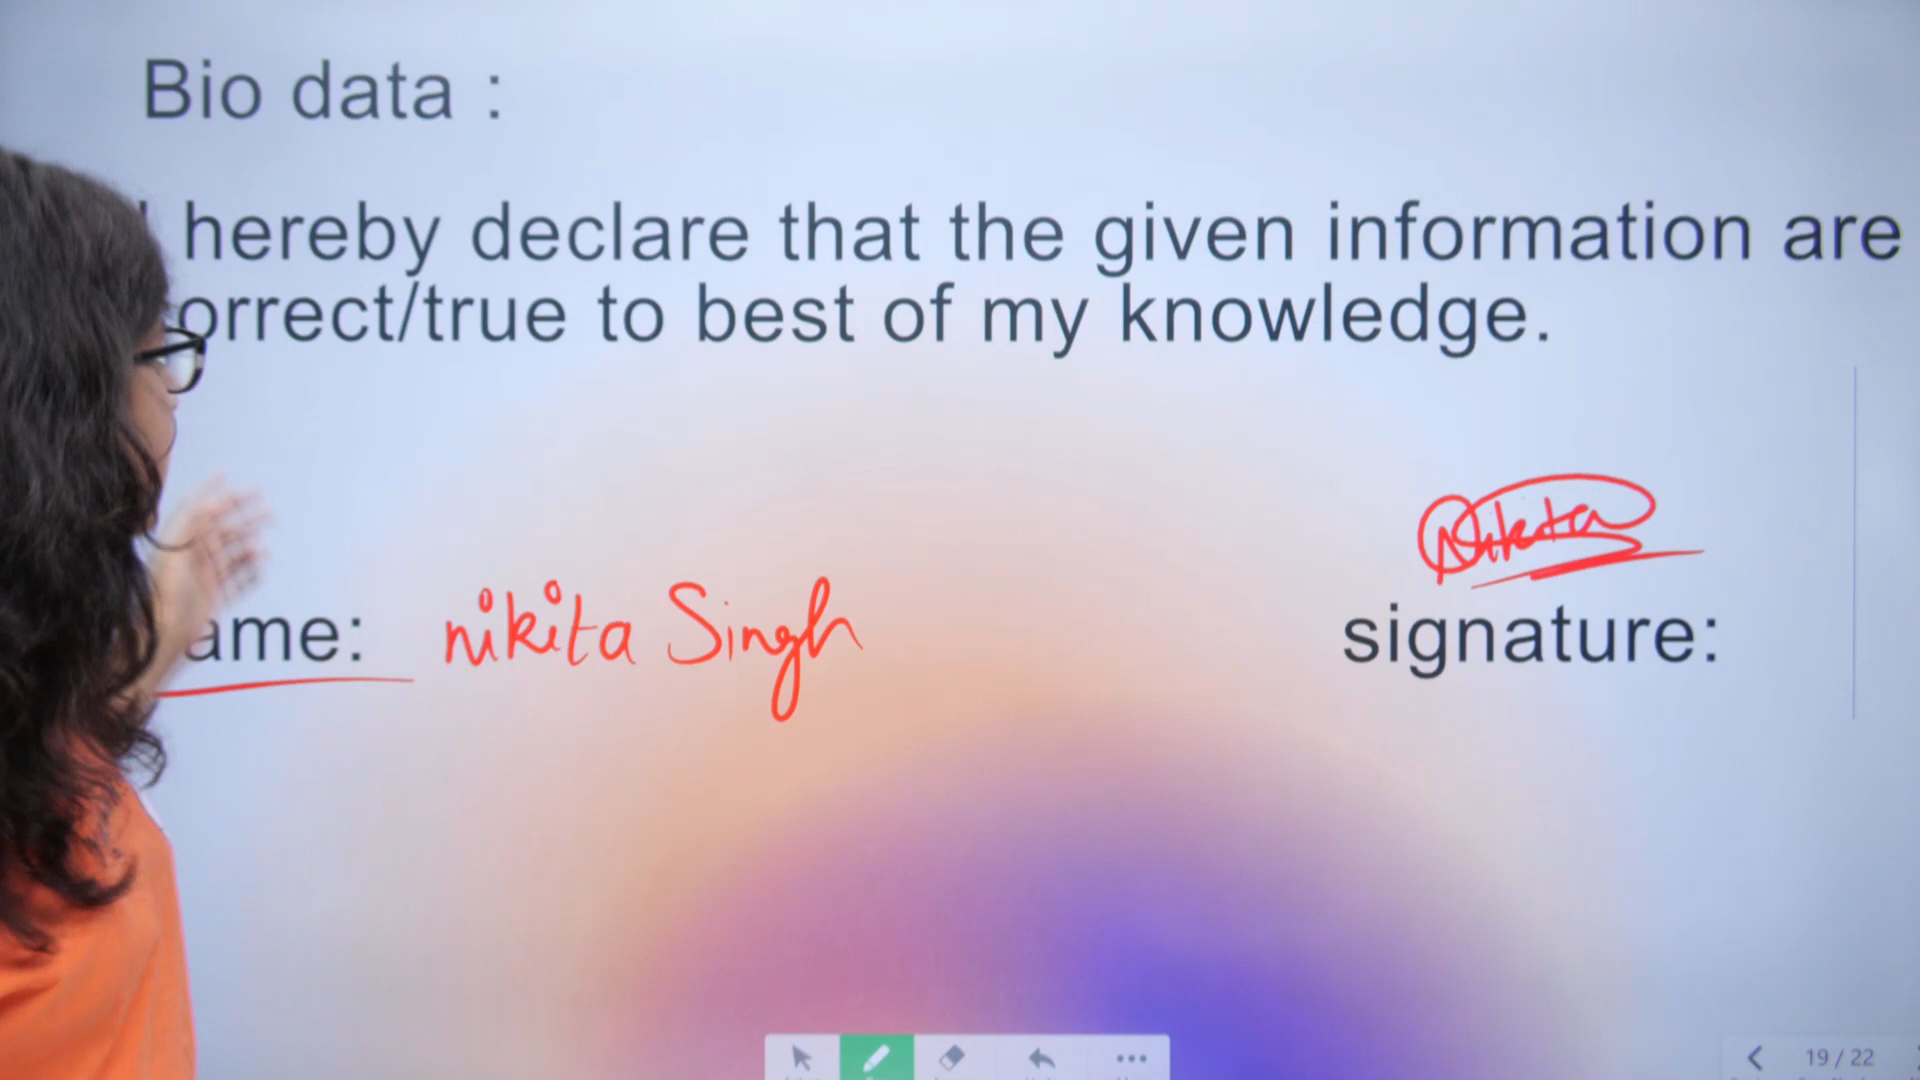 Bio data :
hereby declare that the given information are
orrect/true to best of my knowledge.
Nikita
ame: nikita Singh
signature:
19 / 22